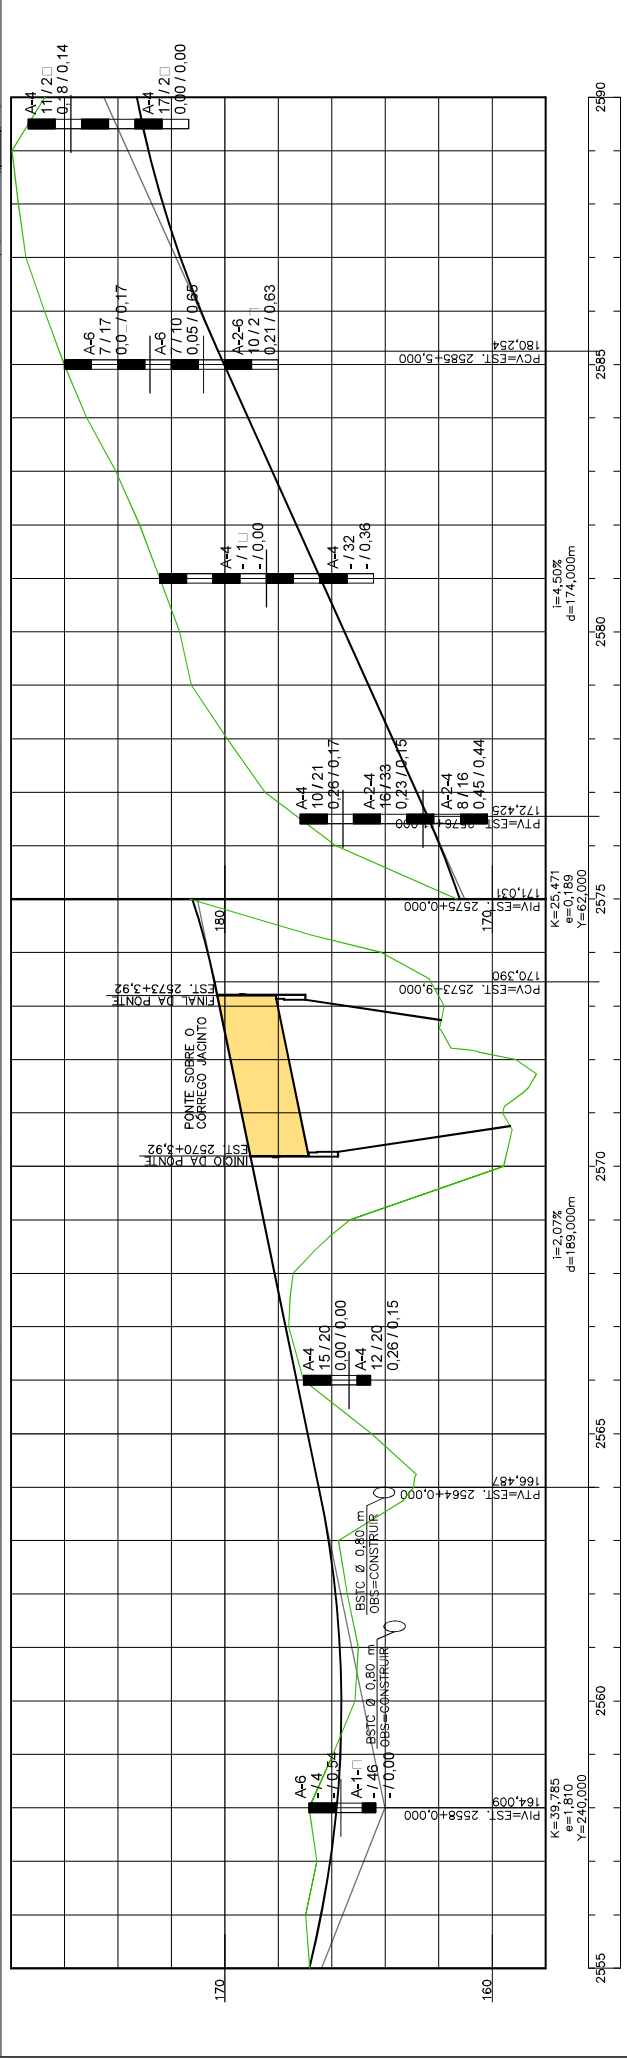 170
160
2555
A-6
- / 4
- / 0,54
A-1-□
- / 46
- / 0,00
PIV=EST. 2558+0,000
164,009
K=39,785
e=1,810
Y=240,000
2560
BSTC Ø 0,80 m
OBS=CONSTRUIR
BSTC Ø 0,80 m
OBS=CONSTRUIR
PTV=EST. 2564+0,000
166,487
2565
A-4
15 / 20
0,00 / 0,00
A-4
12 / 20
0,26 / 0,15
i=2,07%
d=189,000m
2570
INICIO DA PONTE
EST. 2570+3,92
PONTE SOBRE O
CÓRREGO JACINTO
FINAL DA PONTE
EST. 2573+3,92
PCV=EST. 2573+9,000
170,390
180
170
PIV=EST. 2575+0,000
171,031
2575
K=25,471
e=0,189
Y=62,000
A-4
10 / 21
0,26 / 0,17
A-2-4
16 / 33
0,23 / 0,15
A-2-4
8 / 16
0,45 / 0,44
PTV=EST. 2576+1,000
172,425
2580
A-4
- / 1□
- / 0,00
A-4
- / 32
- / 0,36
i=4,50%
d=174,000m
2585
A-6
7 / 17
/ 0,17
A-6
7 / 10
0,05 / 0,65
A-2-6
10 / 2□
0,21 / 0,63
PCV=EST. 2585+5,000
180,254
A-4
11 / 2□
0,18 / 0,14
A-4
17 / 2□
0,00 / 0,00
2590